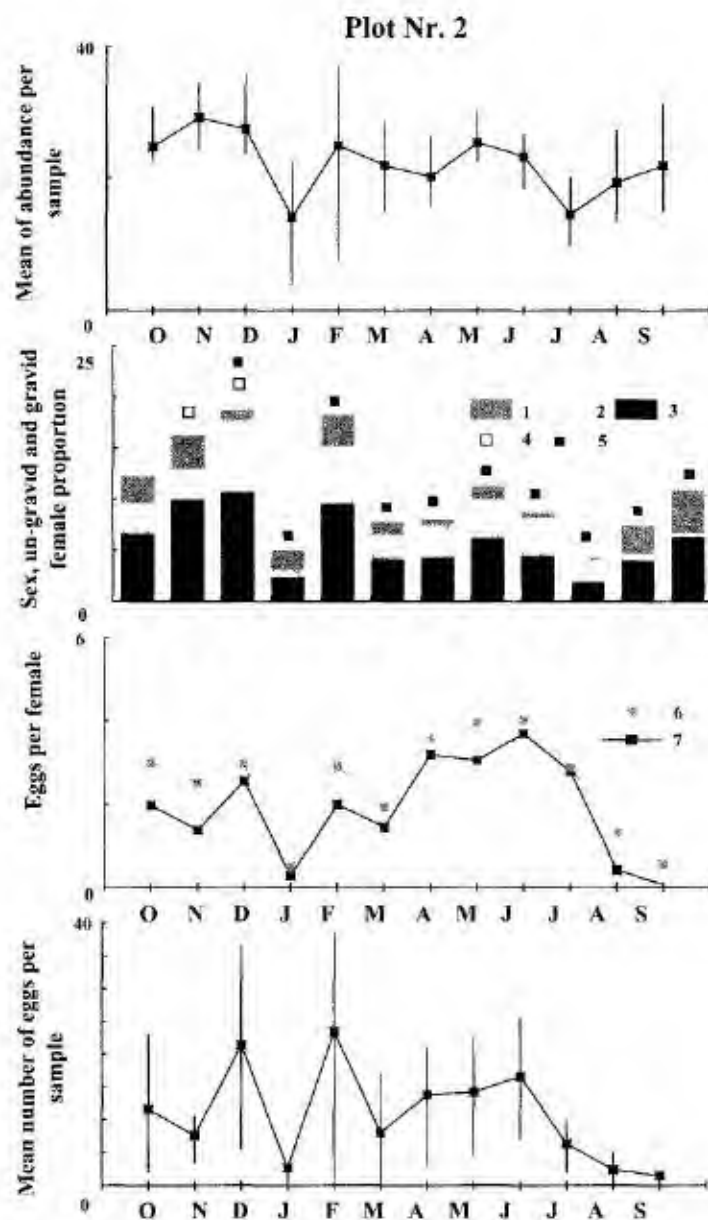 Plot Nr. 2
Mean of abundance per
sample
40
0
O N D J F M A M J J A S
Sex, un-gravid and gravid
female proportion
25
1 2 3
4 5
0
Eggs per female
6
6
7
0
O N D J F M A M J J A S
Mean number of eggs per
sample
40
0
O N D J F M A M J J A S